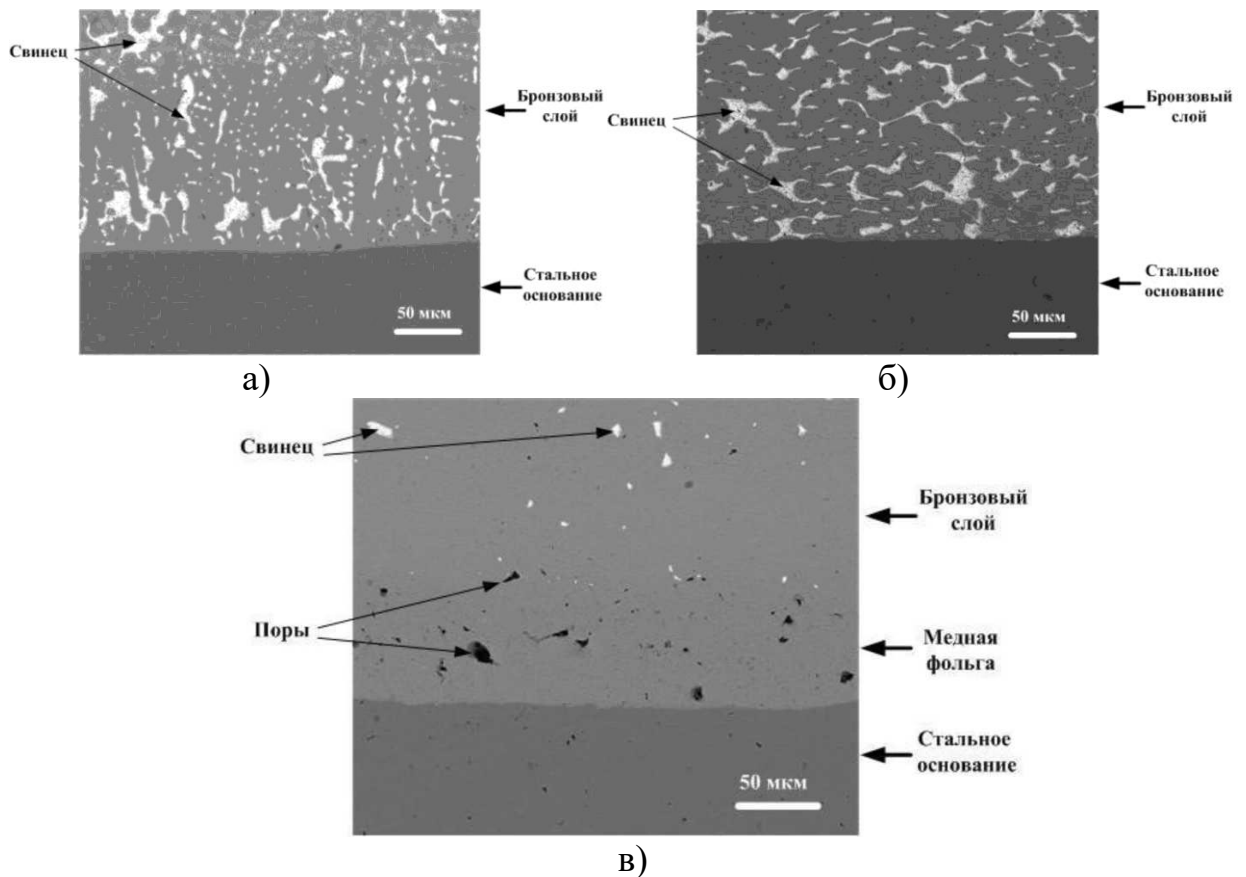 Свинец
Бронзовый
слой
Стальное
основание
50 мкм
а)
Свинец
Бронзовый
слой
Стальное
основание
50 мкм
б)
Свинец
Бронзовый
слой
Поры
Медная
фольга
Стальное
основание
50 мкм
в)